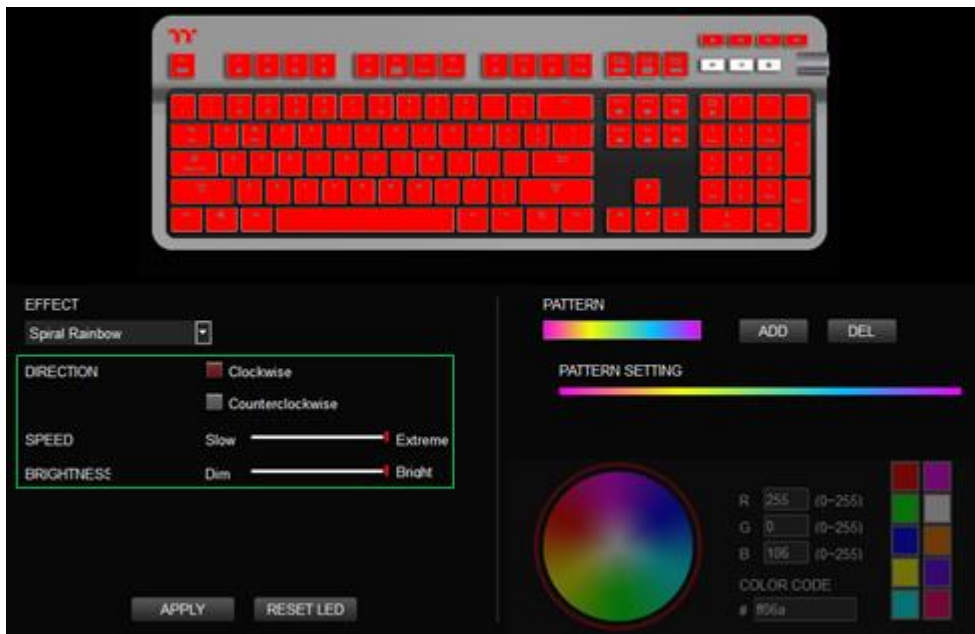 EFFECT
Spiral Rainbow
DIRECTION
Clockwise
Counterclockwise
SPEED
Slow
Extreme
BRIGHTNESS
Dim
Bright
APPLY
RESET LED
PATTERN
ADD
DEL
PATTERN SETTING
R 255 (0~255)
G 0 (0~255)
B 106 (0~255)
COLOR CODE
# ff06a